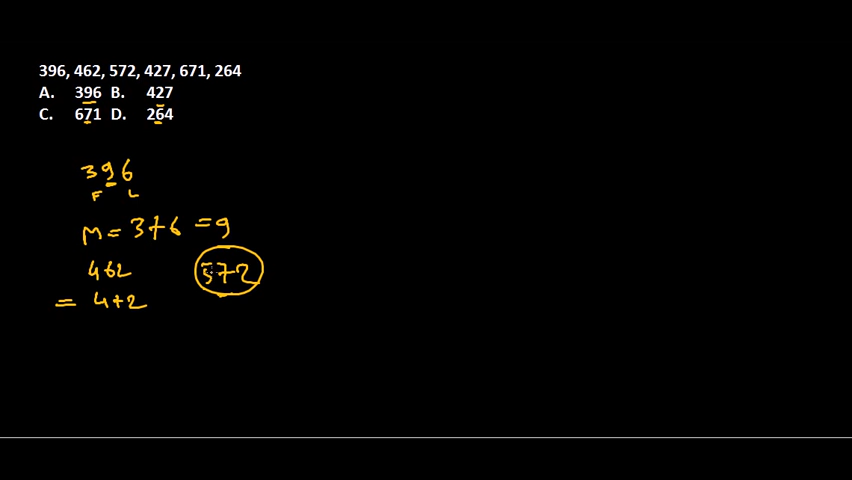 396, 462, 572, 427, 671, 264
A. 396 B. 427
C. 671 D. 264
396
F L
M = 3+6 = 9
462 572
= 4+2